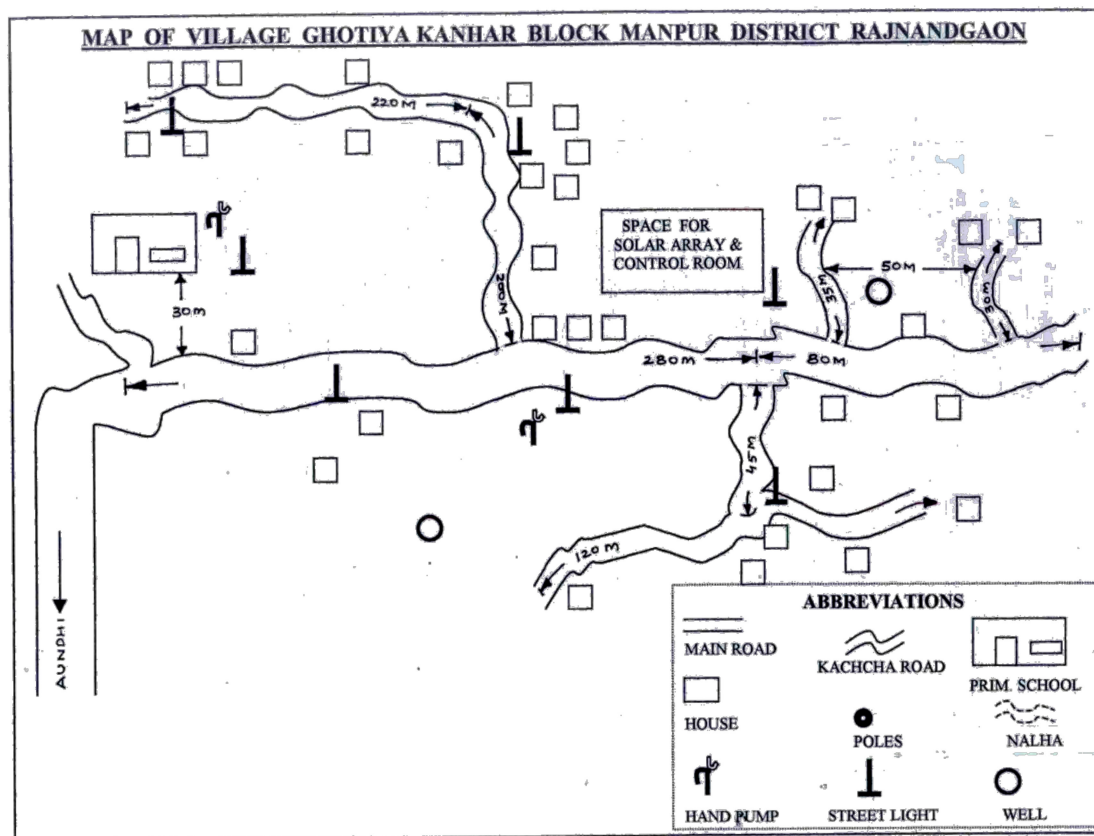 MAP OF VILLAGE GHOTIYA KANHAR BLOCK MANPUR DISTRICT RAJNANDGAON
220M
200M
SPACE FOR
SOLAR ARRAY &
CONTROL ROOM
35M
50M
30M
30M
280M
80M
45M
120M
AUNDHI
ABBREVIATIONS
MAIN ROAD
KACHCHA ROAD
PRIM. SCHOOL
HOUSE
POLES
NALHA
HAND PUMP
STREET LIGHT
WELL